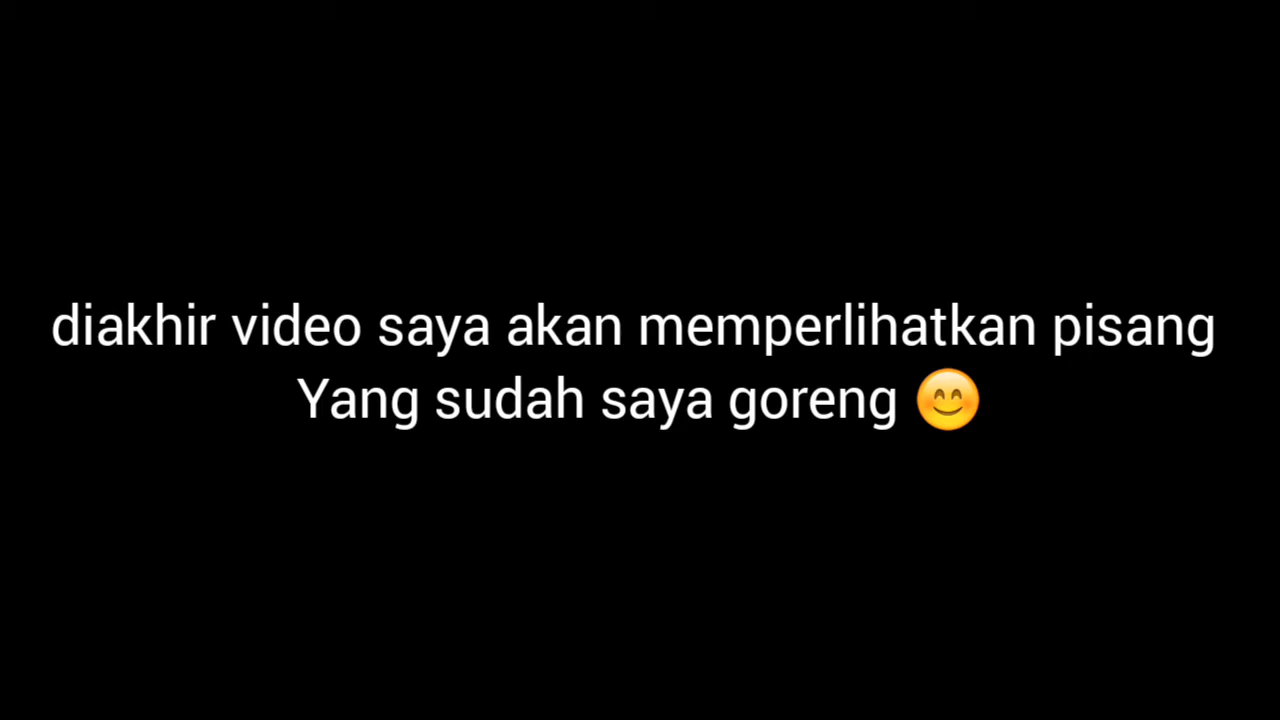 diakhir video saya akan memperlihatkan pisang
Yang sudah saya goreng 😊